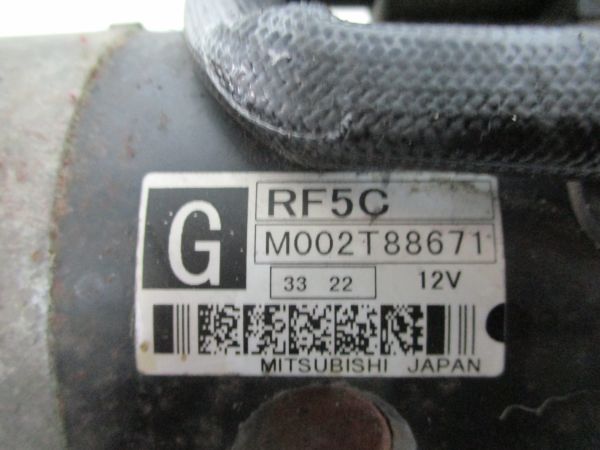 G
RF5C
M002T88671
33 22 12V
MITSUBISHI JAPAN